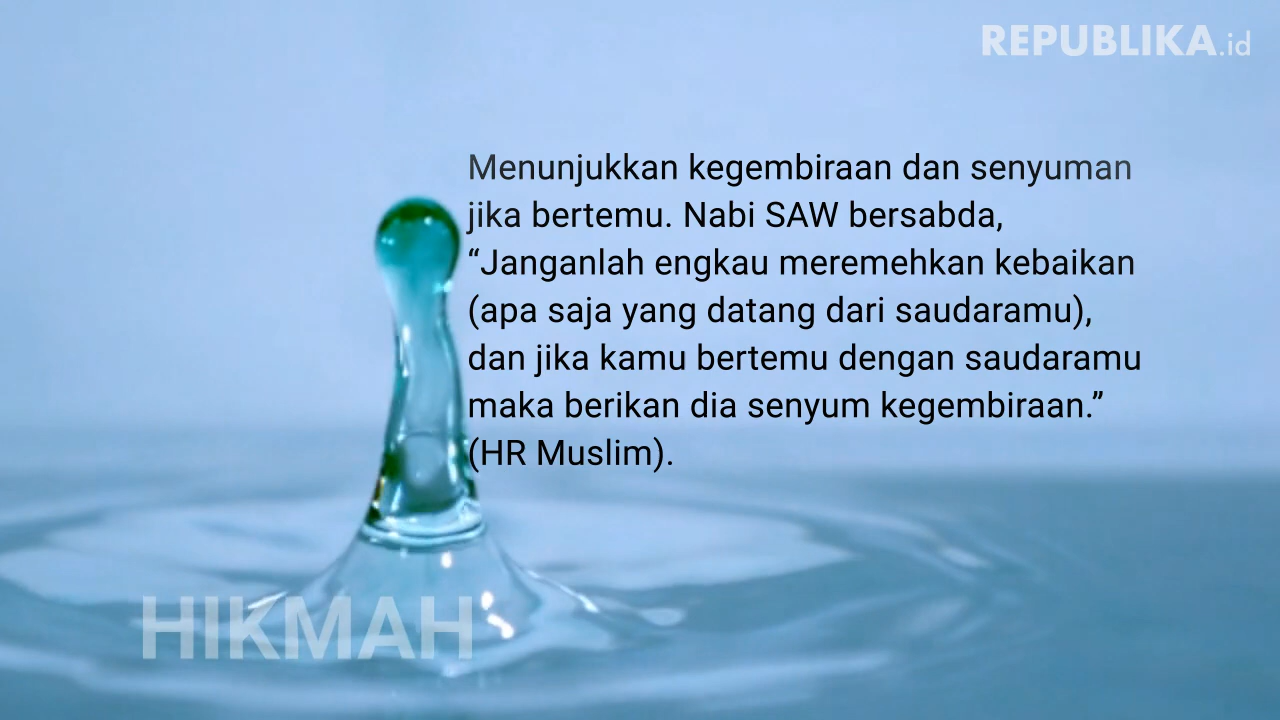 REPUBLIKA.id
Menunjukkan kegembiraan dan senyuman
jika bertemu. Nabi SAW bersabda,
“Janganlah engkau meremehkan kebaikan
(apa saja yang datang dari saudaramu),
dan jika kamu bertemu dengan saudaramu
maka berikan dia senyum kegembiraan.”
(HR Muslim).
HIKMAH